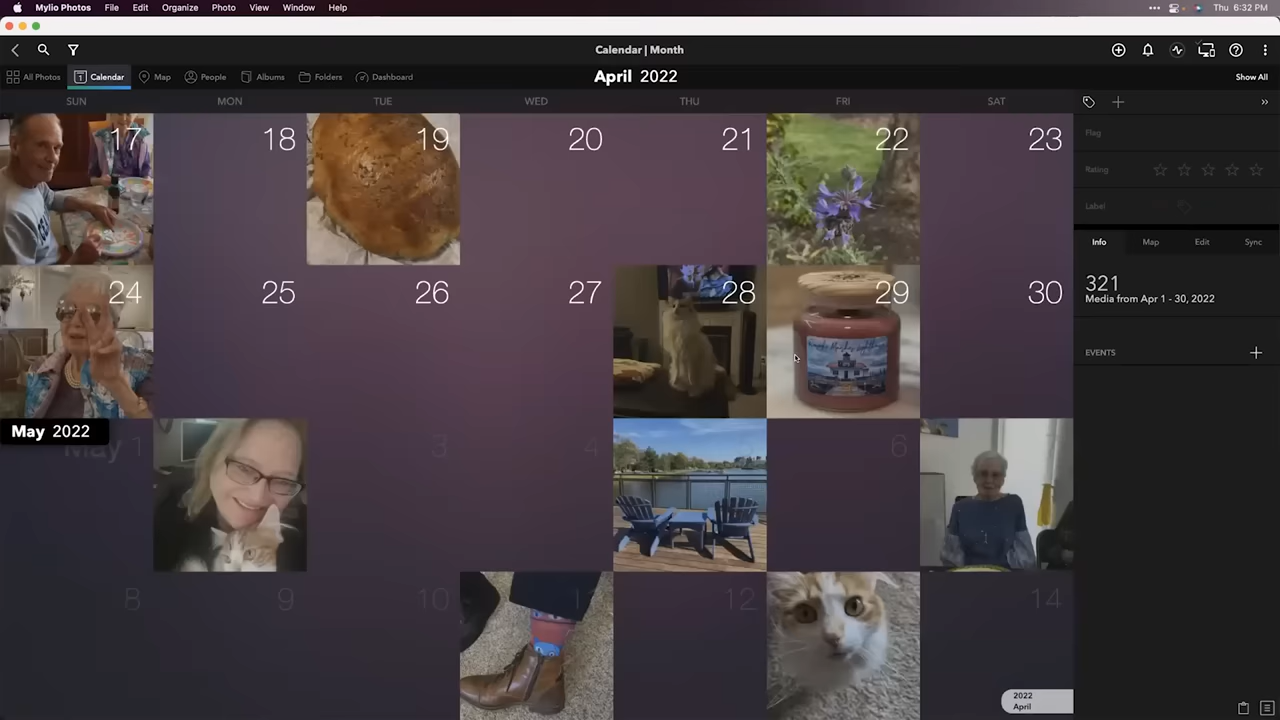 Mylio Photos File Edit Organize Photo View Window Help Thu 6:32 PM
Calendar | Month
All Photos Calendar Map People Albums Folders Dashboard April 2022 Show All
SUN MON TUE WED THU FRI SAT
17 18 19 20 21 22 23
Flag
Rating
Label
Info Map Edit Sync
24 25 26 27 28 29 30
321
Media from Apr 1 - 30, 2022
EVENTS
May 2022
May 1 3 4 6
8 9 10 11 12 14
2022
April